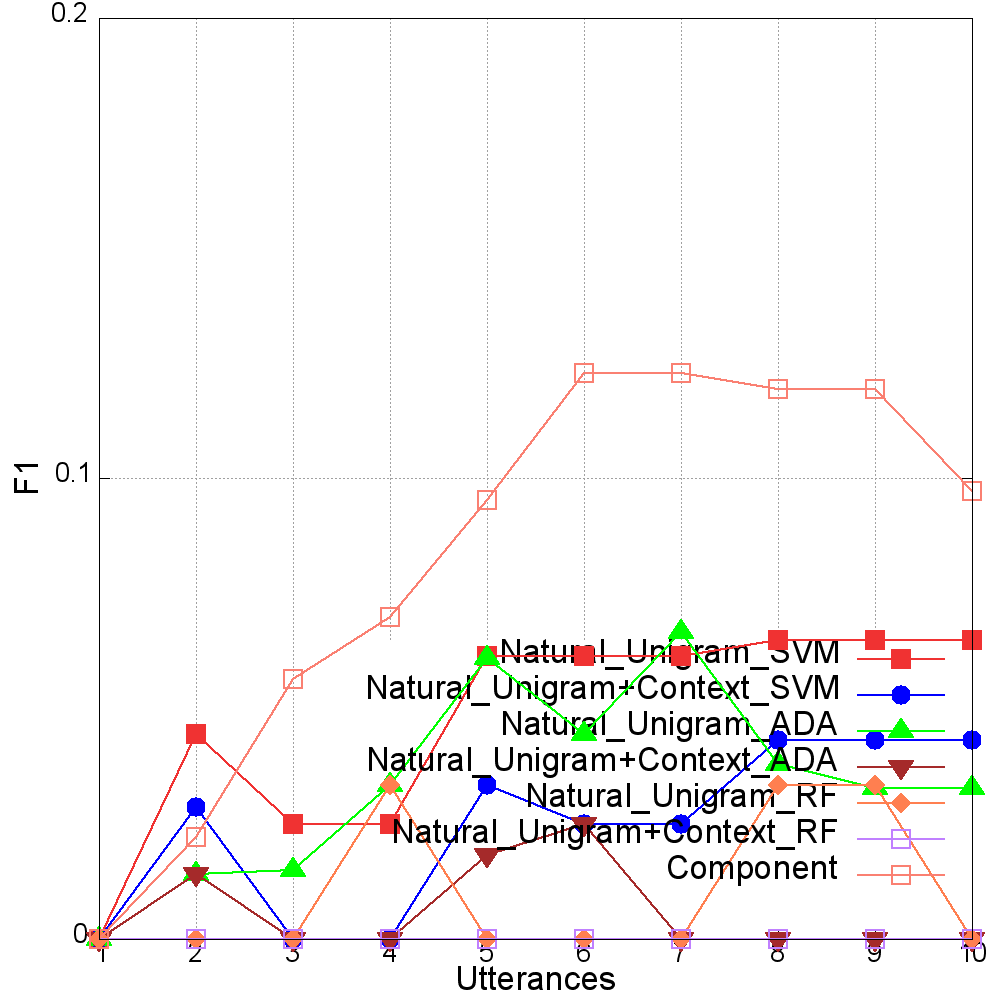 0.2
0.1
0
F1
Natural_Unigram_SVM
Natural_Unigram+Context_SVM
Natural_Unigram_ADA
Natural_Unigram+Context_ADA
Natural_Unigram_RF
Natural_Unigram+Context_RF
Component
1 2 3 4 5 6 7 8 9 10
Utterances